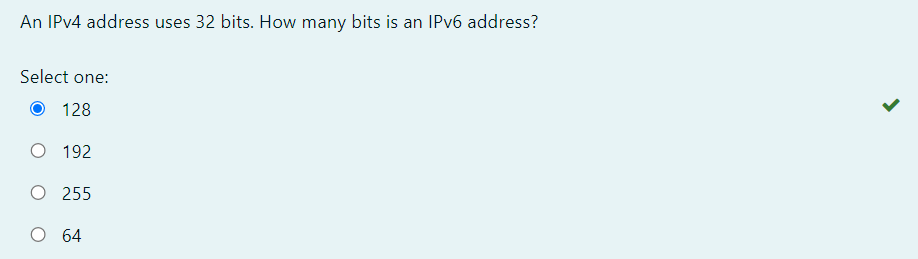 An IPv4 address uses 32 bits. How many bits is an IPv6 address?
Select one:
128
192
255
64